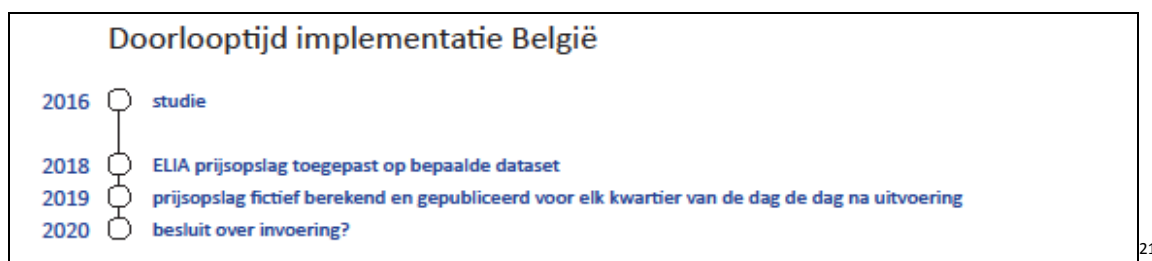 Doorlooptijd implementatie België
2016 studie
2018 ELIA prijsopslag toegepast op bepaalde dataset
2019 prijsopslag fictief berekend en gepubliceerd voor elk kwartier van de dag de dag na uitvoering
2020 besluit over invoering?
21